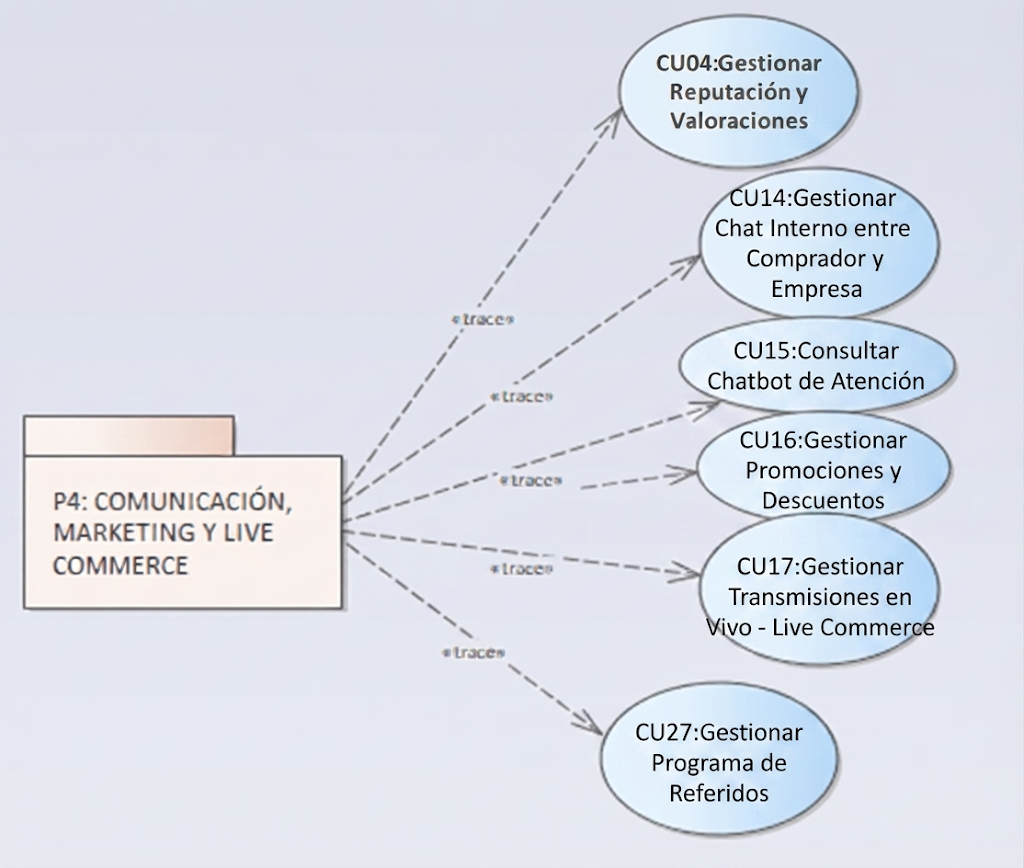 CU04:Gestionar
Reputación y
Valoraciones
CU14:Gestionar
Chat Interno entre
Comprador y
Empresa
«trace»
CU15:Consultar
Chatbot de Atención
«trace»
CU16:Gestionar
Promociones y
Descuentos
«trace»
P4: COMUNICACIÓN,
MARKETING Y LIVE
COMMERCE
CU17:Gestionar
Transmisiones en
Vivo - Live Commerce
«trace»
«trace»
CU27:Gestionar
Programa de
Referidos